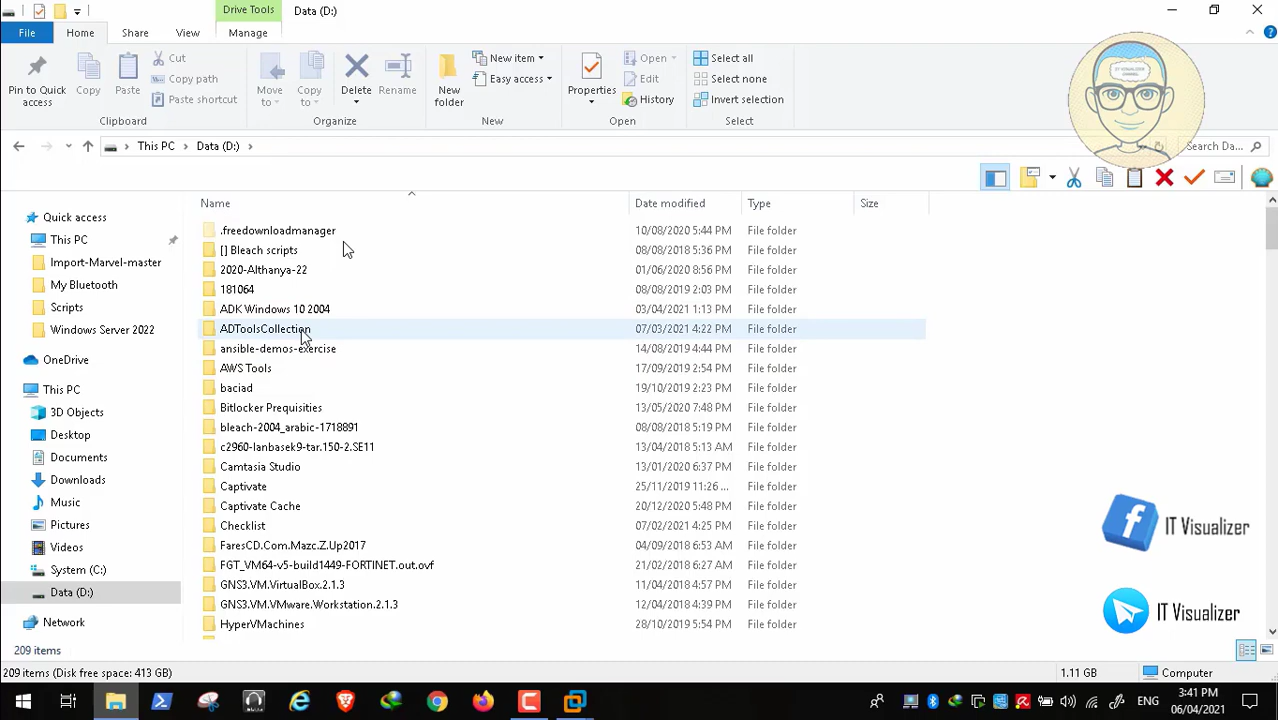 Drive Tools
Data (D:)
File
Home
Share
View
Manage
Pin to Quick access
Copy
Paste
Cut
Copy path
Paste shortcut
Clipboard
Move to
Copy to
Delete
Rename
Organize
New folder
New item
Easy access
New
Properties
Open
Edit
History
Open
Select all
Select none
Invert selection
Select
IT VISUALIZER
CHANNEL
This PC
Data (D:)
Search Da...
Name
Date modified
Type
Size
Quick access
This PC
Import-Marvel-master
My Bluetooth
Scripts
Windows Server 2022
OneDrive
This PC
3D Objects
Desktop
Documents
Downloads
Music
Pictures
Videos
System (C:)
Data (D:)
Network
.freedownloadmanager 10/08/2020 5:44 PM File folder
[] Bleach scripts 08/08/2018 5:36 PM File folder
2020-Althanya-22 01/06/2020 8:56 PM File folder
181064 08/08/2019 2:03 PM File folder
ADK Windows 10 2004 03/04/2021 1:13 PM File folder
ADToolsCollection 07/03/2021 4:22 PM File folder
ansible-demos-exercise 14/08/2019 4:44 PM File folder
AWS Tools 17/09/2019 2:54 PM File folder
baciad 19/10/2019 2:23 PM File folder
Bitlocker Prequisities 13/05/2020 7:48 PM File folder
bleach-2004_arabic-1718891 08/08/2018 5:19 PM File folder
c2960-lanbasek9-tar.150-2.SE11 13/04/2018 5:13 AM File folder
Camtasia Studio 13/01/2020 6:37 PM File folder
Captivate 25/11/2019 11:26 ... File folder
Captivate Cache 20/12/2020 5:48 PM File folder
Checklist 07/02/2021 4:25 PM File folder
FaresCD.Com.Mazc.Z.Up2017 04/09/2018 6:53 AM File folder
FGT_VM64-v5-build1449-FORTINET.out.ovf 21/02/2018 6:27 AM File folder
GNS3.VM.VirtualBox.2.1.3 11/04/2018 4:57 PM File folder
GNS3.VM.VMware.Workstation.2.1.3 12/04/2018 4:39 PM File folder
HyperVMachines 28/10/2019 5:54 PM File folder
IT Visualizer
IT Visualizer
209 items
209 items (Disk free space: 413 GB)
1.11 GB
Computer
ENG
3:41 PM
06/04/2021